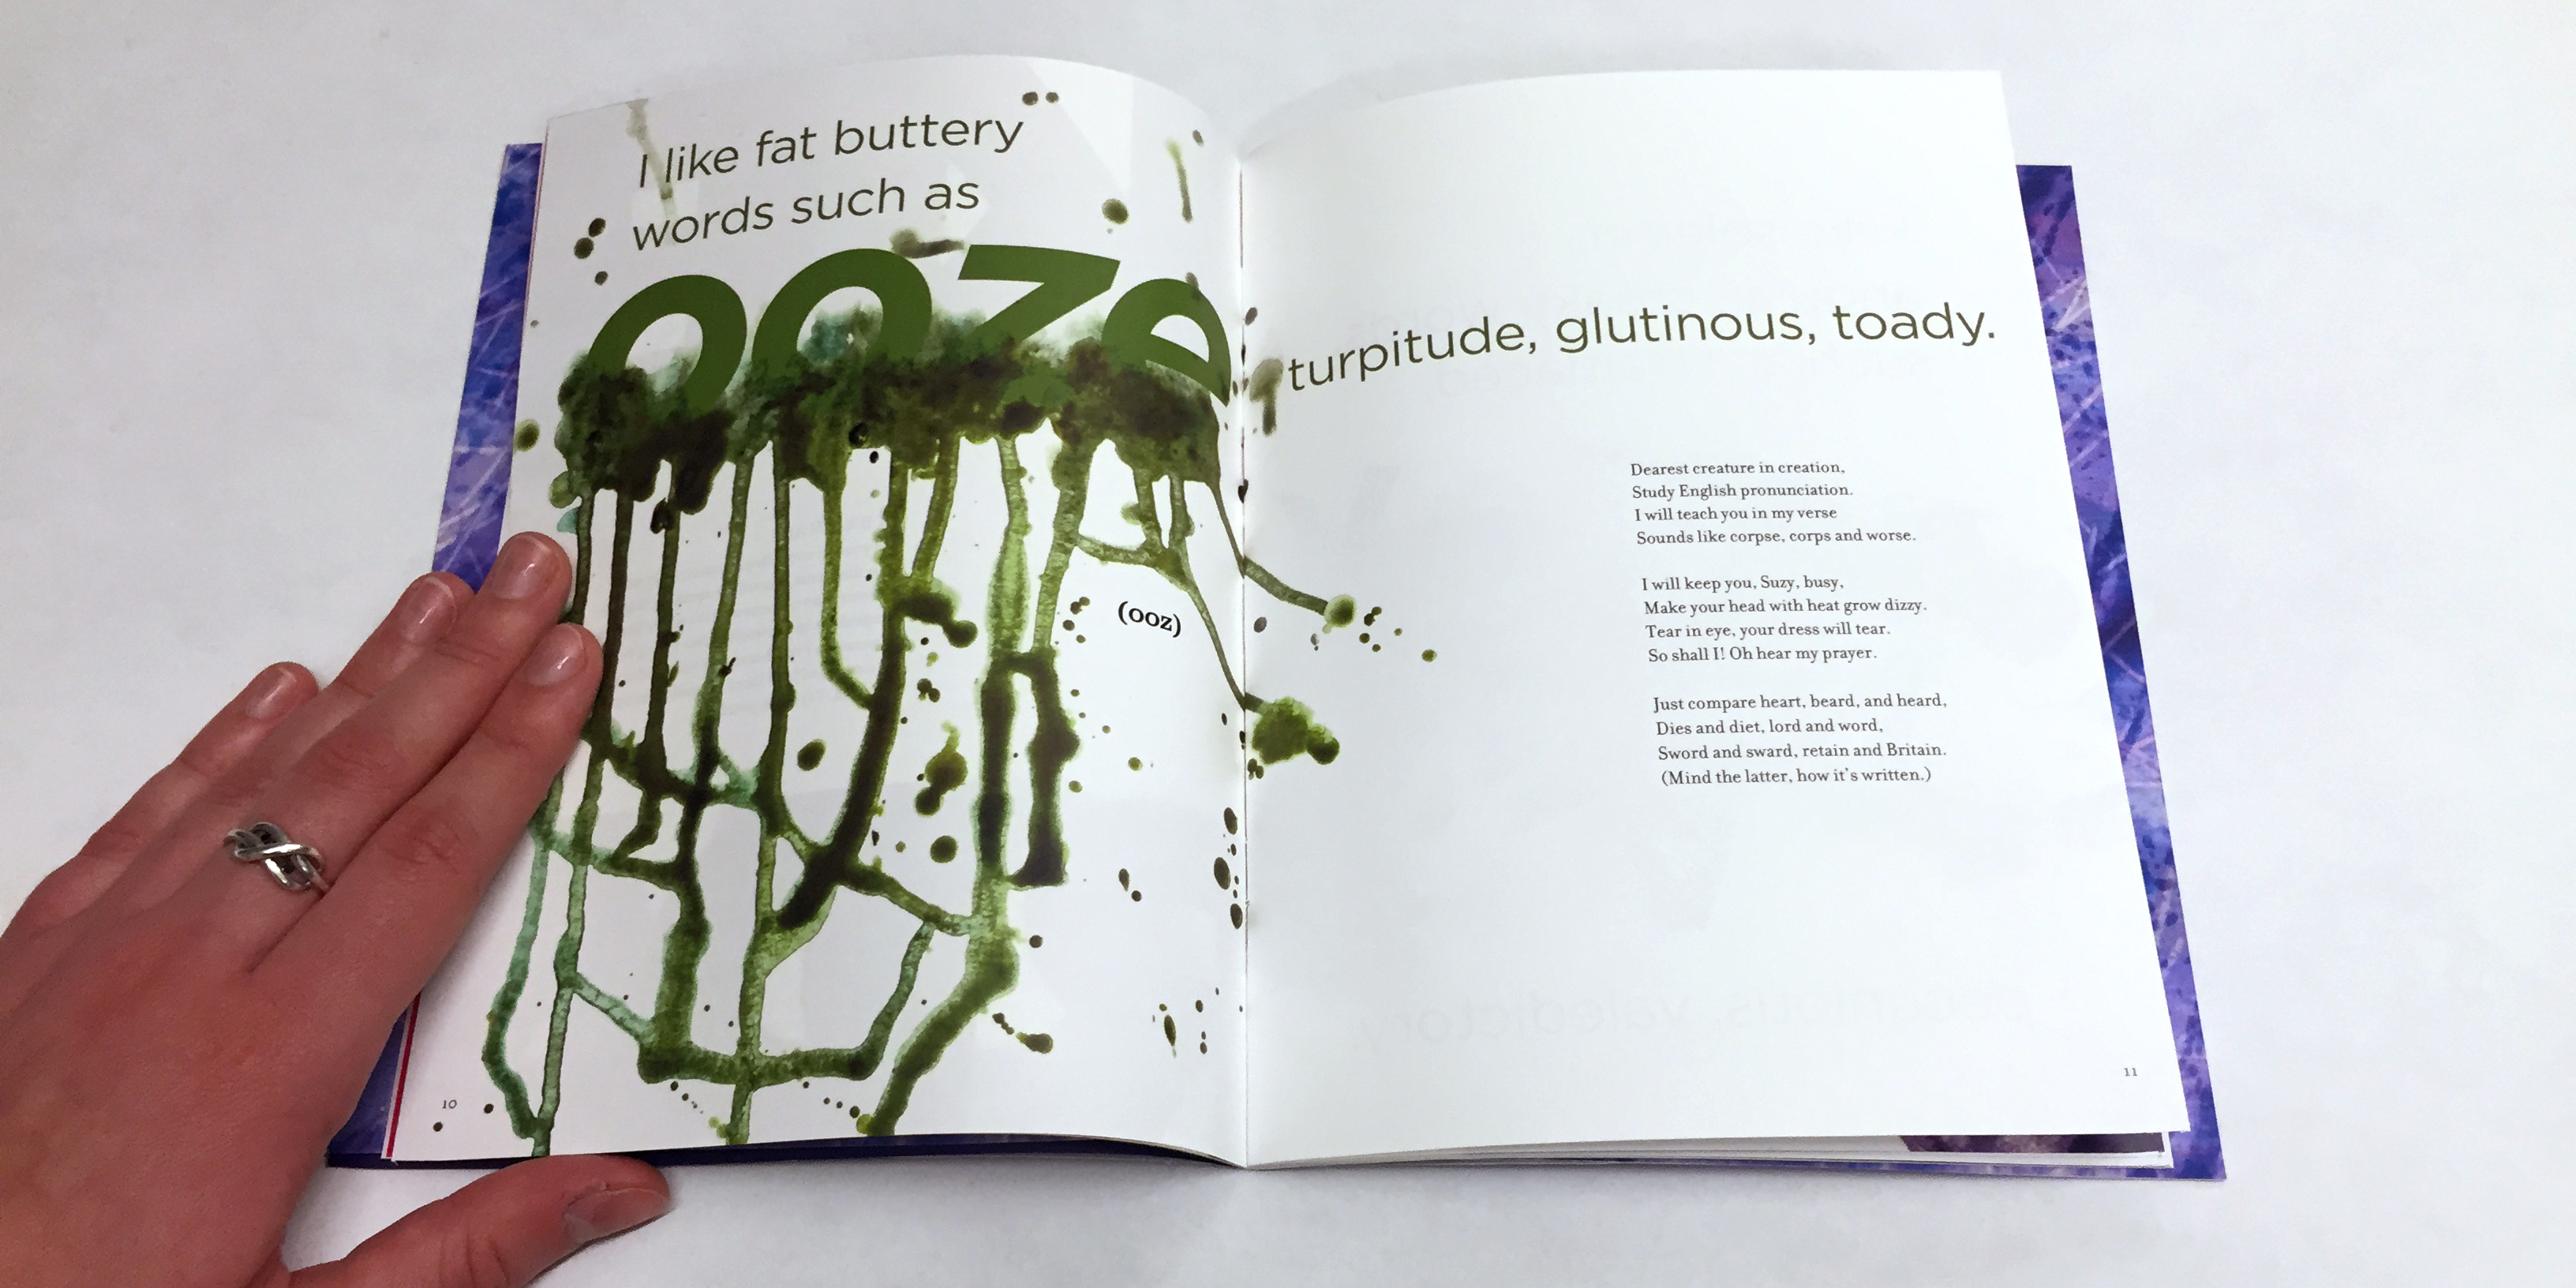 I like fat buttery
words such as
ooze
(ooz)
10
turpitude, glutinous, toady.
Dearest creature in creation,
Study English pronunciation.
I will teach you in my verse
Sounds like corpse, corps and worse.
I will keep you, Suzy, busy,
Make your head with heat grow dizzy.
Tear in eye, your dress will tear.
So shall I! Oh hear my prayer.
Just compare heart, beard, and heard,
Dies and diet, lord and word,
Sword and sward, retain and Britain.
(Mind the latter, how it's written.)
11